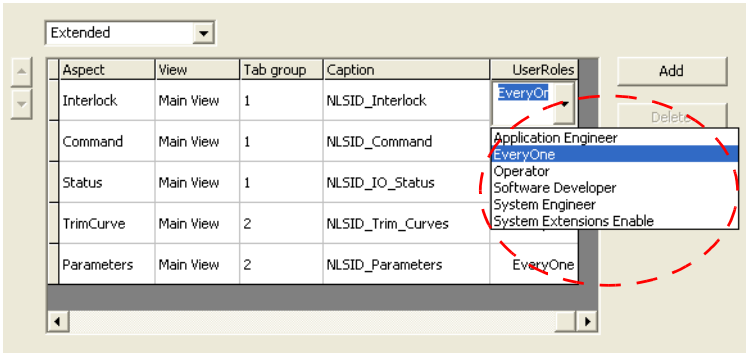 Extended
Aspect View Tab group Caption UserRoles
Interlock Main View 1 NLSID_Interlock EveryOn
Command Main View 1 NLSID_Command
Status Main View 1 NLSID_IO_Status
TrimCurve Main View 2 NLSID_Trim_Curves
Parameters Main View 2 NLSID_Parameters EveryOne
Application Engineer
EveryOne
Operator
Software Developer
System Engineer
System Extensions Enable
Add
Delete